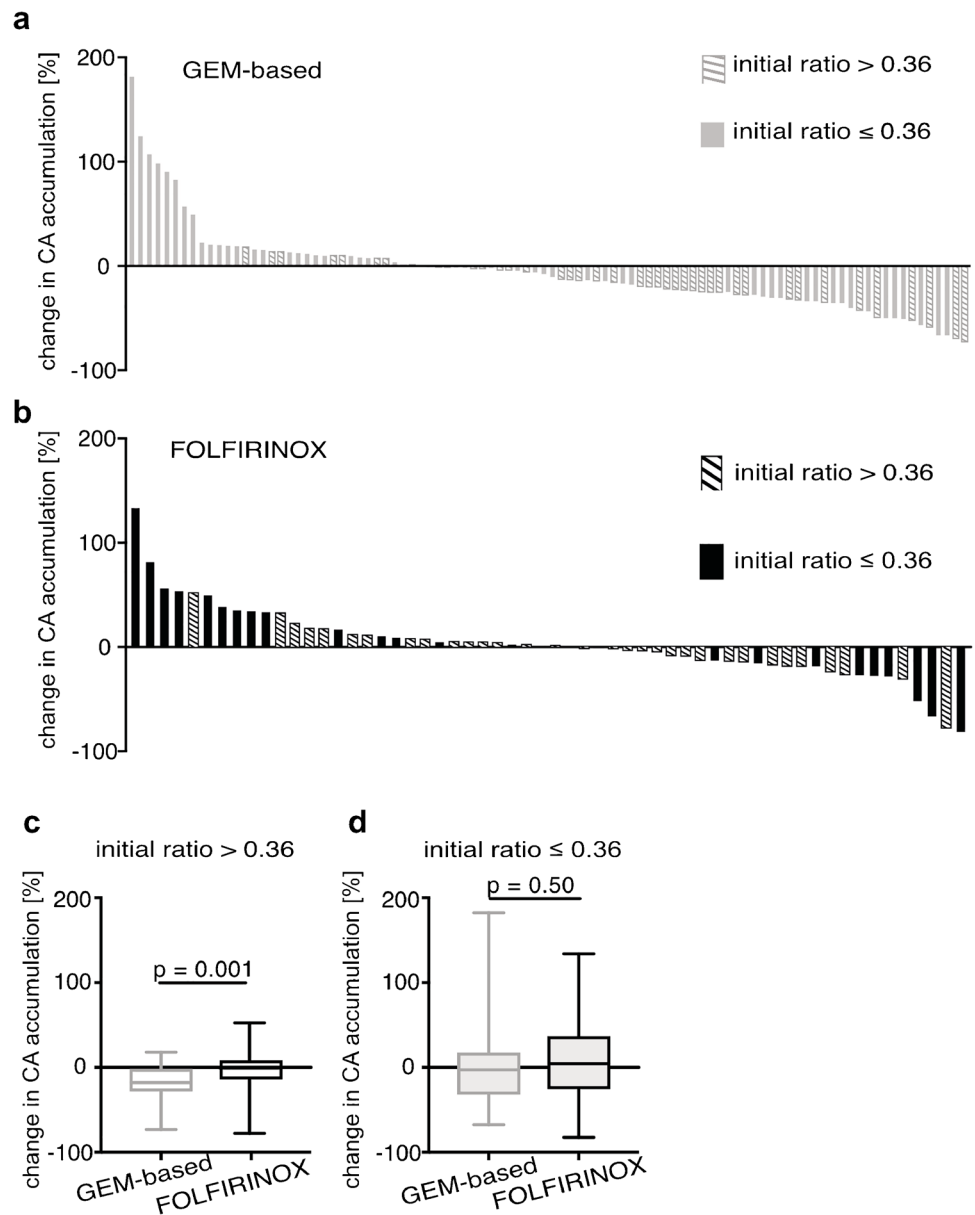 a
200
100
0
-100
change in CA accumulation [%]
GEM-based
initial ratio > 0.36
initial ratio ≤ 0.36
b
200
100
0
-100
change in CA accumulation [%]
FOLFIRINOX
initial ratio > 0.36
initial ratio ≤ 0.36
c
initial ratio > 0.36
200
100
0
-100
change in CA accumulation [%]
p = 0.001
GEM-based
FOLFIRINOX
d
initial ratio ≤ 0.36
200
100
0
-100
change in CA accumulation [%]
p = 0.50
GEM-based
FOLFIRINOX